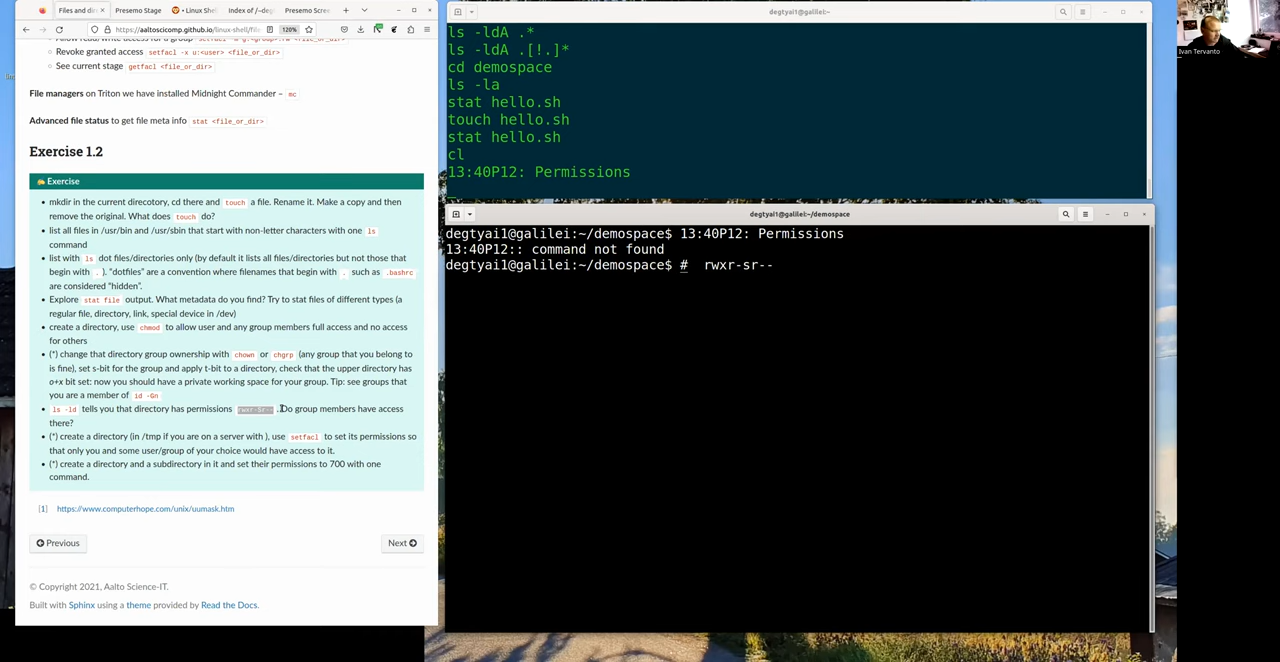 Files and dir
Presemo Stage
Linux Shel
Index of /~deg
Presemo Scree
https://aaltoscicomp.github.io/linux-shell/file
120%
Revoke granted access setfacl -x u:<user> <file_or_dir>
See current stage getfacl <file_or_dir>
File managers on Triton we have installed Midnight Commander – mc
Advanced file status to get file meta info stat <file_or_dir>
Exercise 1.2
Exercise
mkdir in the current direcotory, cd there and touch a file. Rename it. Make a copy and then
remove the original. What does touch do?
list all files in /usr/bin and /usr/sbin that start with non-letter characters with one ls
command
list with ls dot files/directories only (by default it lists all files/directories but not those that
begin with . ). "dotfiles" are a convention where filenames that begin with . such as .bashrc
are considered "hidden".
Explore stat file output. What metadata do you find? Try to stat files of different types (a
regular file, directory, link, special device in /dev)
create a directory, use chmod to allow user and any group members full access and no access
for others
(*) change that directory group ownership with chown or chgrp (any group that you belong to
is fine), set s-bit for the group and apply t-bit to a directory, check that the upper directory has
o+x bit set: now you should have a private working space for your group. Tip: see groups that
you are a member of id -Gn
ls -ld tells you that directory has permissions rwxr-Sr-- . Do group members have access
there?
(*) create a directory (in /tmp if you are on a server with ), use setfacl to set its permissions so
that only you and some user/group of your choice would have access to it.
(*) create a directory and a subdirectory in it and set their permissions to 700 with one
command.
[1] https://www.computerhope.com/unix/uumask.htm
Previous
Next
© Copyright 2021, Aalto Science-IT.
Built with Sphinx using a theme provided by Read the Docs.
degtyai1@galilei:~
ls -ldA .*
ls -ldA .[!.]*
cd demospace
ls -la
stat hello.sh
touch hello.sh
stat hello.sh
cl
13:40P12: Permissions
degtyai1@galilei:~/demospace
degtyai1@galilei:~/demospace$ 13:40P12: Permissions
13:40P12:: command not found
degtyai1@galilei:~/demospace$ #  rwxr-sr--
Ivan Tervanto